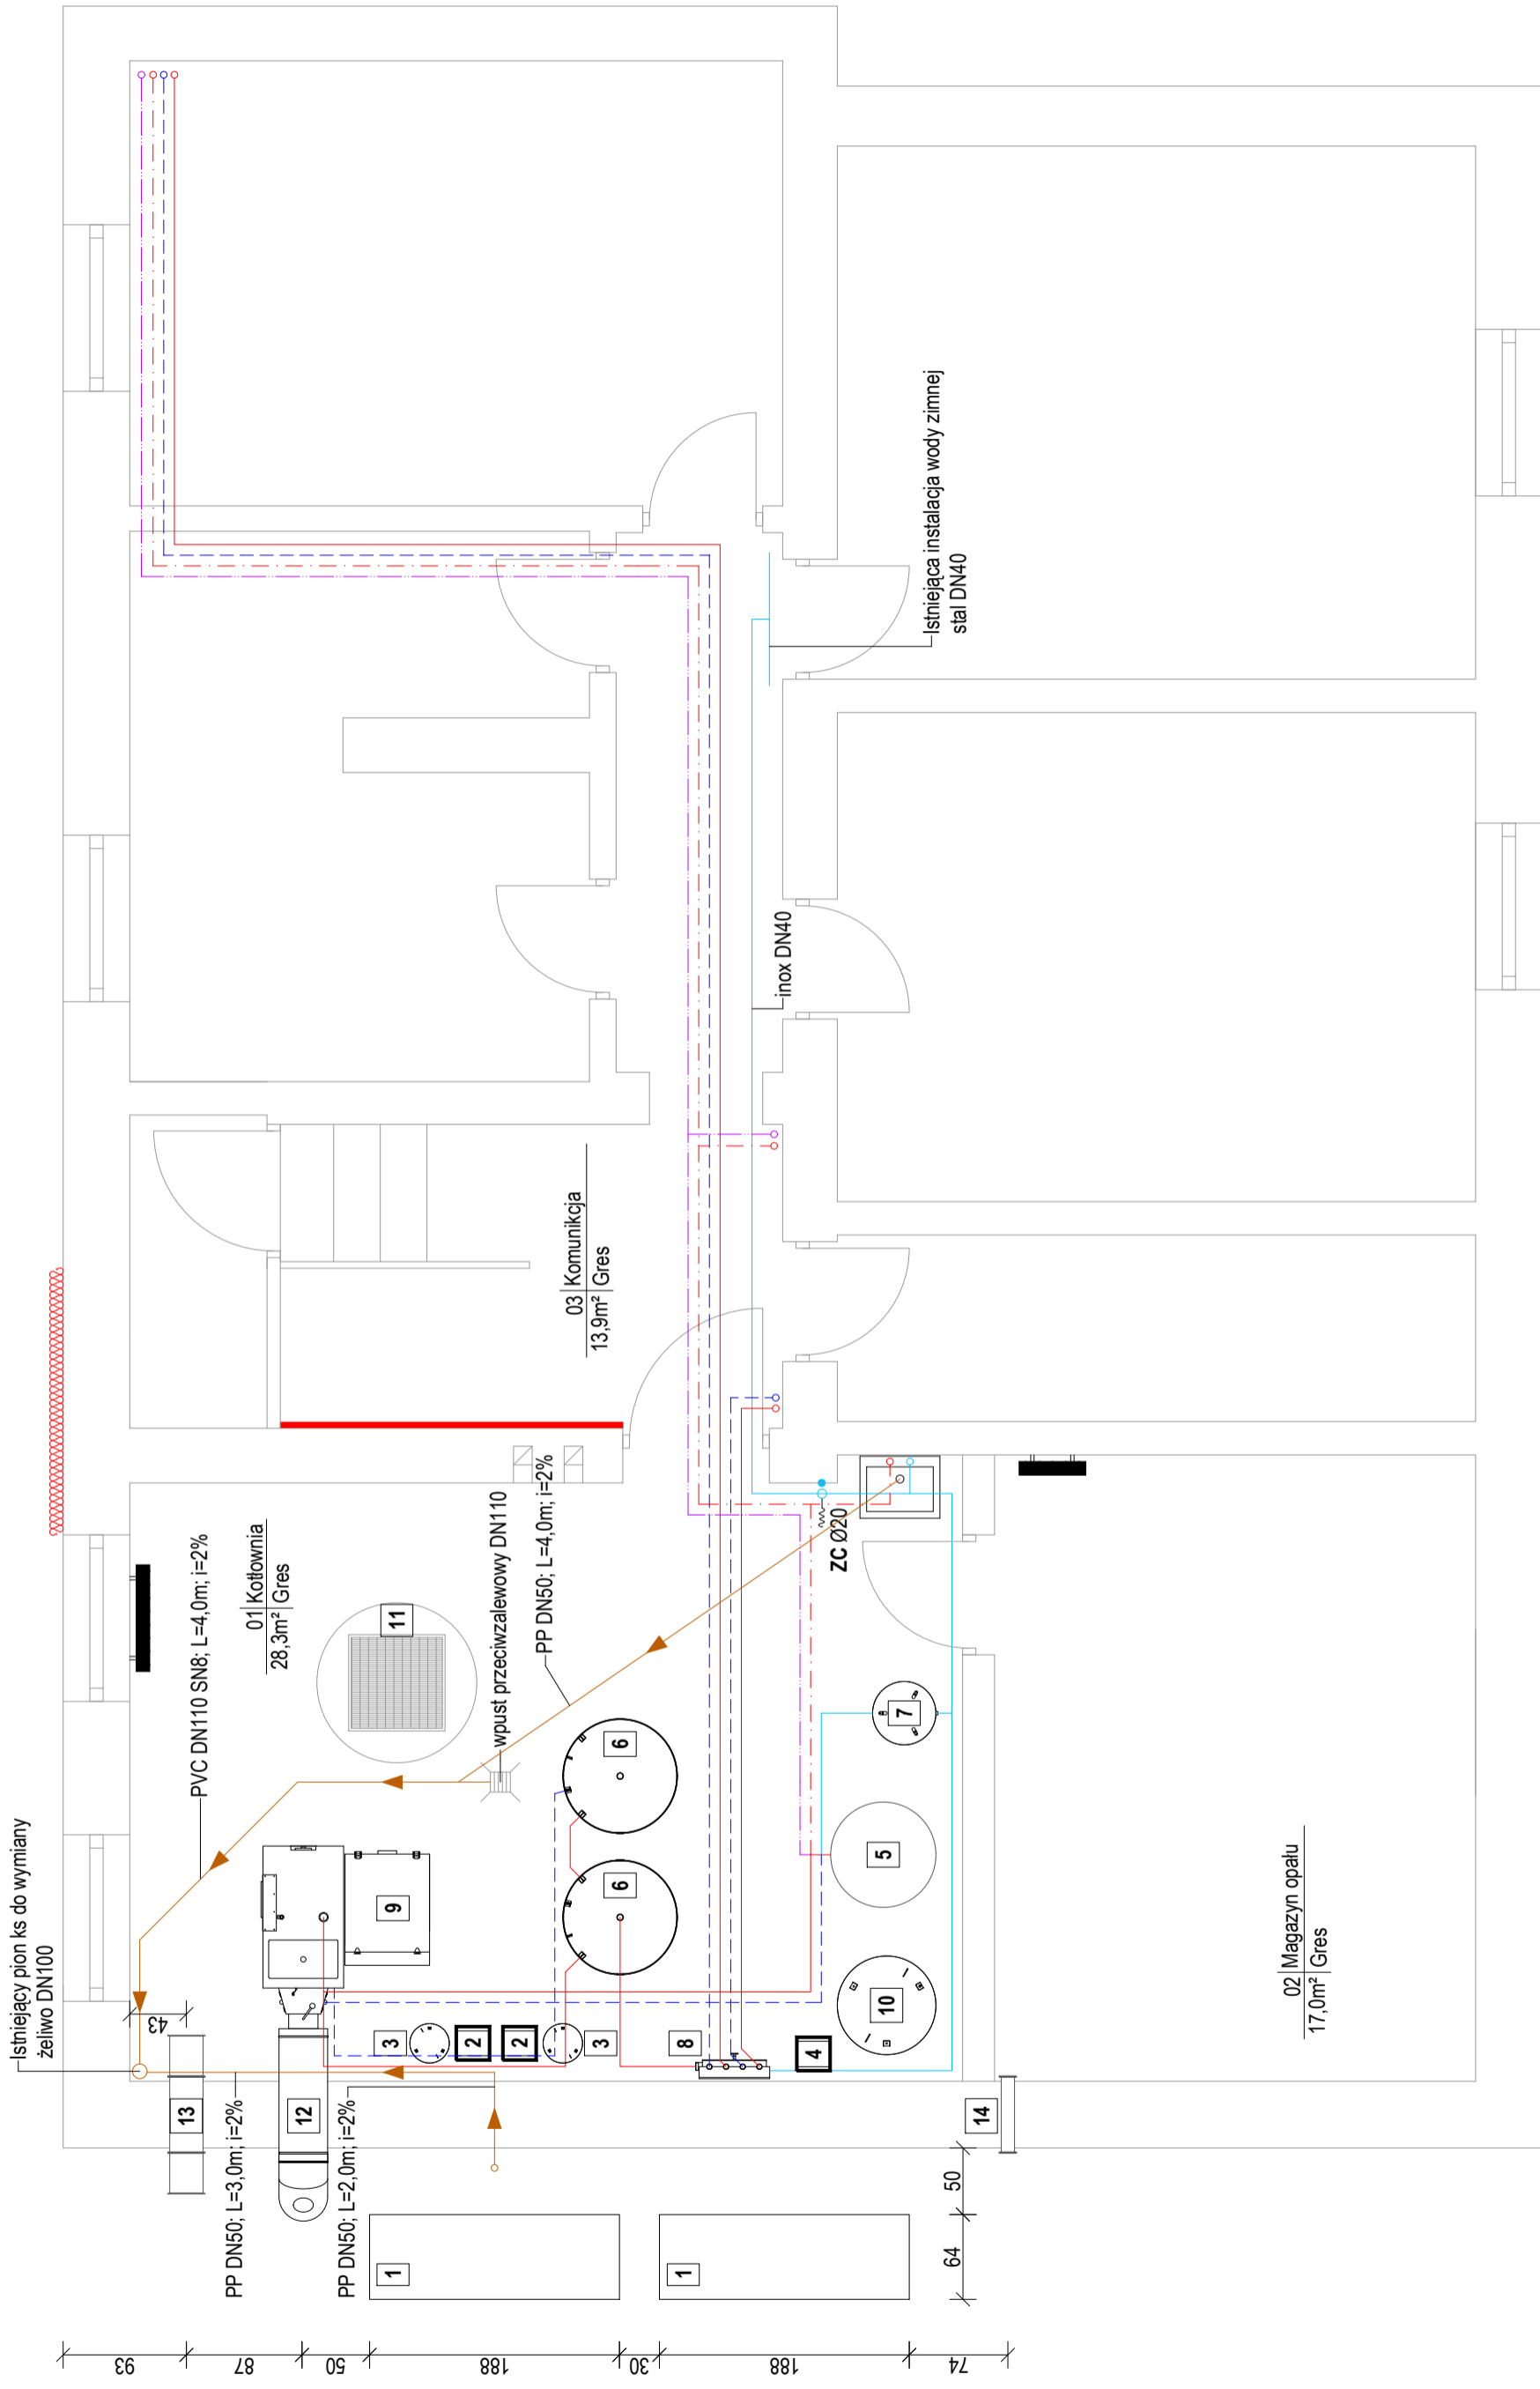 Istniejący pion ks do wymiany
żeliwo DN100
PVC DN110 SN8; L=4,0m; i=2%
01 Kotłownia
28,3m² Gres
11
wpust przeciwzalewowy DN110
PP DN50; L=4,0m; i=2%
03 Komunikcja
13,9m² Gres
inox DN40
Istniejąca instalacja wody zimnej
stal DN40
ZC Ø20
43
9
6
6
7
5
10
3
2
2
3
8
4
13
12
14
PP DN50; L=3,0m; i=2%
PP DN50; L=2,0m; i=2%
02 Magazyn opału
17,0m² Gres
1
1
50
64
93
87
50
188
30
188
74